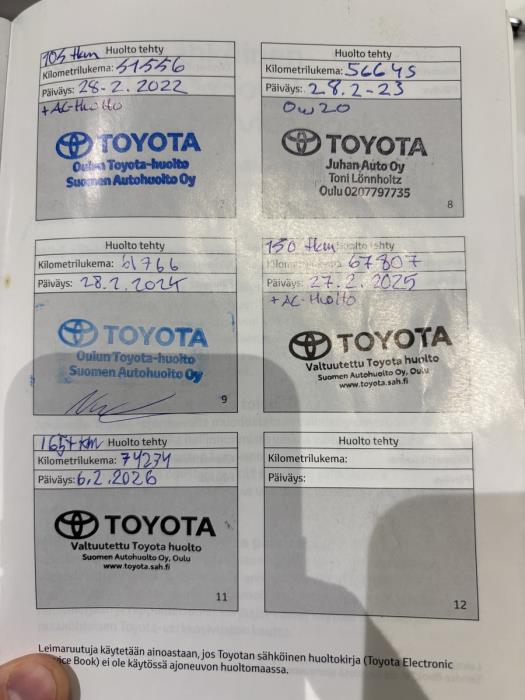 105 tkm Huolto tehty
Kilometrilukema: 51556
Päiväys: 28.2.2022
+AC-Huolto
TOYOTA
Oulun Toyota-huolto
Suomen Autohuolto Oy
Huolto tehty
Kilometrilukema: 56645
Päiväys: 28.2-23
0W20
TOYOTA
Juhan Auto Oy
Toni Lönnholtz
Oulu 0207797735
8
Huolto tehty
Kilometrilukema: 61766
Päiväys: 28.2.2024
TOYOTA
Oulun Toyota-huolto
Suomen Autohuolto Oy
9
150 tkm Huolto tehty
67807
Päiväys: 27.2.2025
+AC-Huolto
TOYOTA
Valtuutettu Toyota huolto
Suomen Autohuolto Oy, Oulu
www.toyota.sah.fi
165tkm Huolto tehty
Kilometrilukema: 74234
Päiväys: 6.2.2026
TOYOTA
Valtuutettu Toyota huolto
Suomen Autohuolto Oy, Oulu
www.toyota.sah.fi
11
Huolto tehty
Kilometrilukema:
Päiväys:
12
Leimaruutuja käytetään ainoastaan, jos Toyotan sähköinen huoltokirja (Toyota Electronic
Book) ei ole käytössä ajoneuvon huoltomaassa.